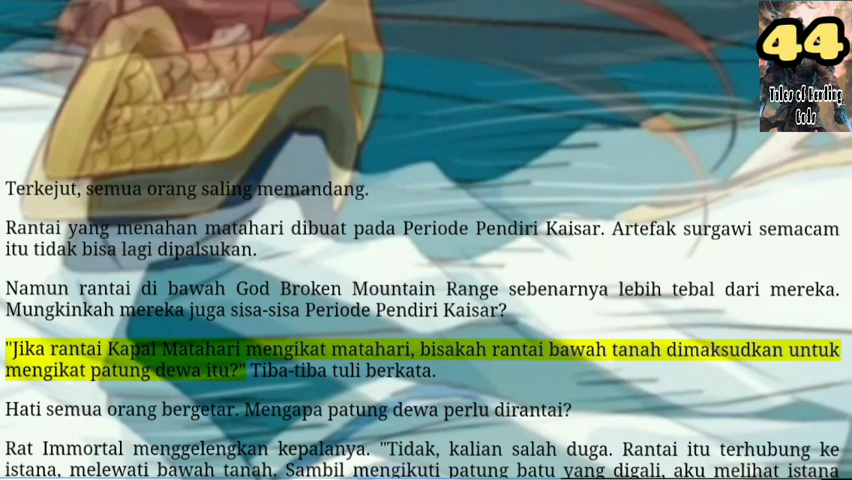 44
Tales of Herding
Gods
Terkejut, semua orang saling memandang.
Rantai yang menahan matahari dibuat pada Periode Pendiri Kaisar. Artefak surgawi semacam
itu tidak bisa lagi dipalsukan.
Namun rantai di bawah God Broken Mountain Range sebenarnya lebih tebal dari mereka.
Mungkinkah mereka juga sisa-sisa Periode Pendiri Kaisar?
"Jika rantai Kapal Matahari mengikat matahari, bisakah rantai bawah tanah dimaksudkan untuk
mengikat patung dewa itu?" Tiba-tiba tuli berkata.
Hati semua orang bergetar. Mengapa patung dewa perlu dirantai?
Rat Immortal menggelengkan kepalanya. "Tidak, kalian salah duga. Rantai itu terhubung ke
istana, melewati bawah tanah. Sambil mengikuti patung batu yang digali, aku melihat istana